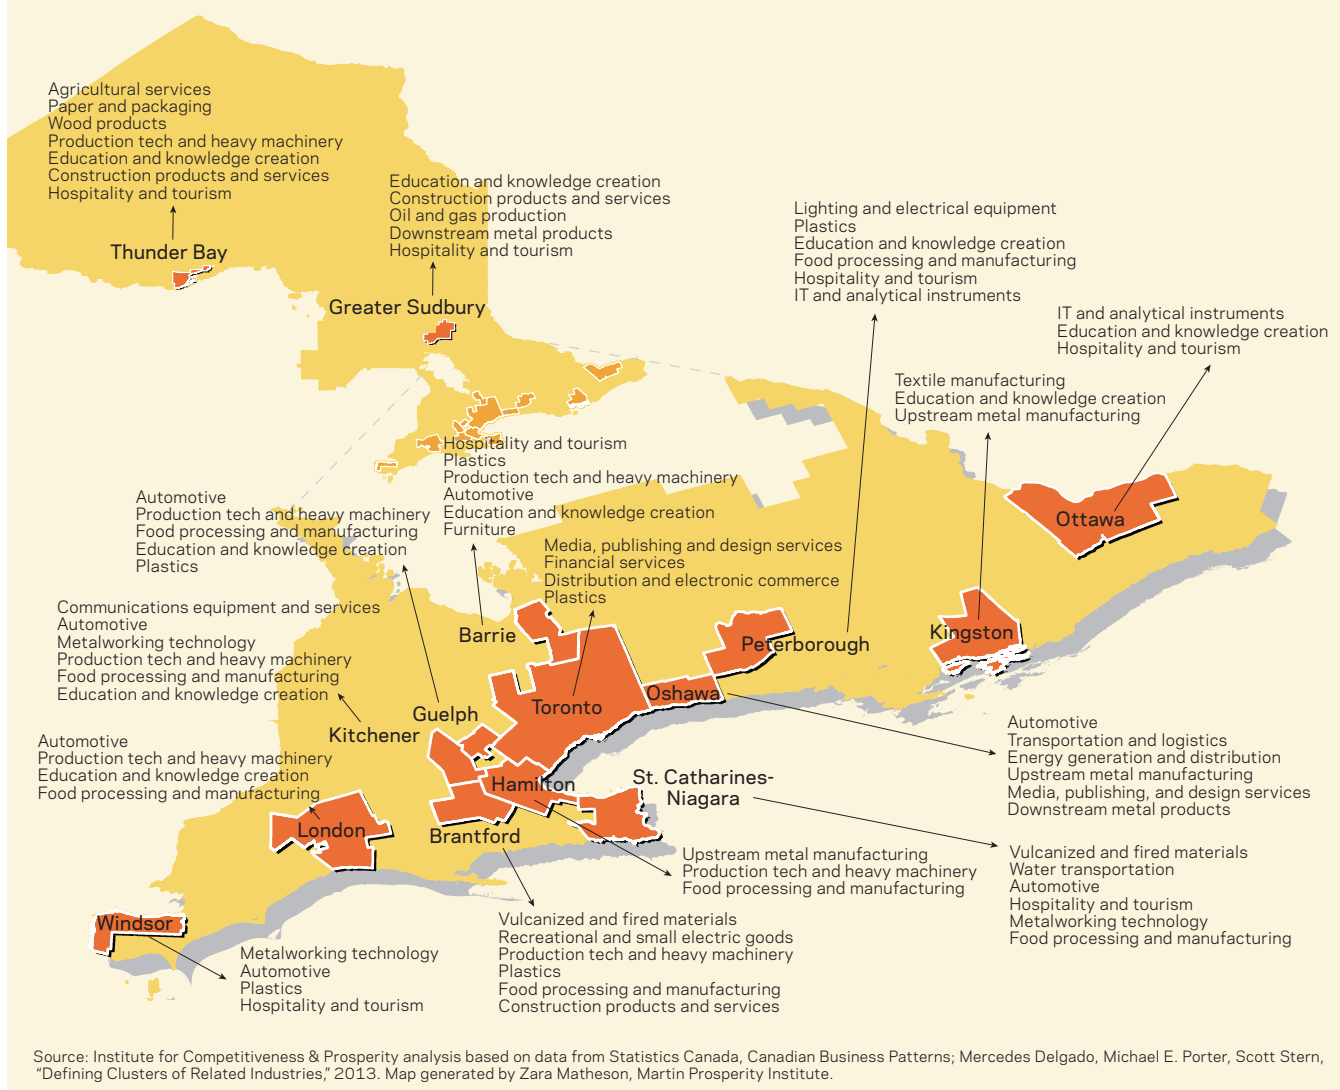 Agricultural services
Paper and packaging
Wood products
Production tech and heavy machinery
Education and knowledge creation
Construction products and services
Hospitality and tourism
Thunder Bay
Education and knowledge creation
Construction products and services
Oil and gas production
Downstream metal products
Hospitality and tourism
Greater Sudbury
Lighting and electrical equipment
Plastics
Education and knowledge creation
Food processing and manufacturing
Hospitality and tourism
IT and analytical instruments
Peterborough
IT and analytical instruments
Education and knowledge creation
Hospitality and tourism
Ottawa
Textile manufacturing
Education and knowledge creation
Upstream metal manufacturing
Kingston
Hospitality and tourism
Plastics
Production tech and heavy machinery
Automotive
Education and knowledge creation
Furniture
Barrie
Automotive
Production tech and heavy machinery
Food processing and manufacturing
Education and knowledge creation
Plastics
Guelph
Media, publishing and design services
Financial services
Distribution and electronic commerce
Plastics
Toronto
Communications equipment and services
Automotive
Metalworking technology
Production tech and heavy machinery
Food processing and manufacturing
Education and knowledge creation
Kitchener
Oshawa
Automotive
Transportation and logistics
Energy generation and distribution
Upstream metal manufacturing
Media, publishing, and design services
Downstream metal products
Automotive
Production tech and heavy machinery
Education and knowledge creation
Food processing and manufacturing
London
Hamilton
Upstream metal manufacturing
Production tech and heavy machinery
Food processing and manufacturing
St. Catharines-
Niagara
Vulcanized and fired materials
Water transportation
Automotive
Hospitality and tourism
Metalworking technology
Food processing and manufacturing
Brantford
Vulcanized and fired materials
Recreational and small electric goods
Production tech and heavy machinery
Plastics
Food processing and manufacturing
Construction products and services
Windsor
Metalworking technology
Automotive
Plastics
Hospitality and tourism
Source: Institute for Competitiveness & Prosperity analysis based on data from Statistics Canada, Canadian Business Patterns; Mercedes Delgado, Michael E. Porter, Scott Stern,
“Defining Clusters of Related Industries,” 2013. Map generated by Zara Matheson, Martin Prosperity Institute.